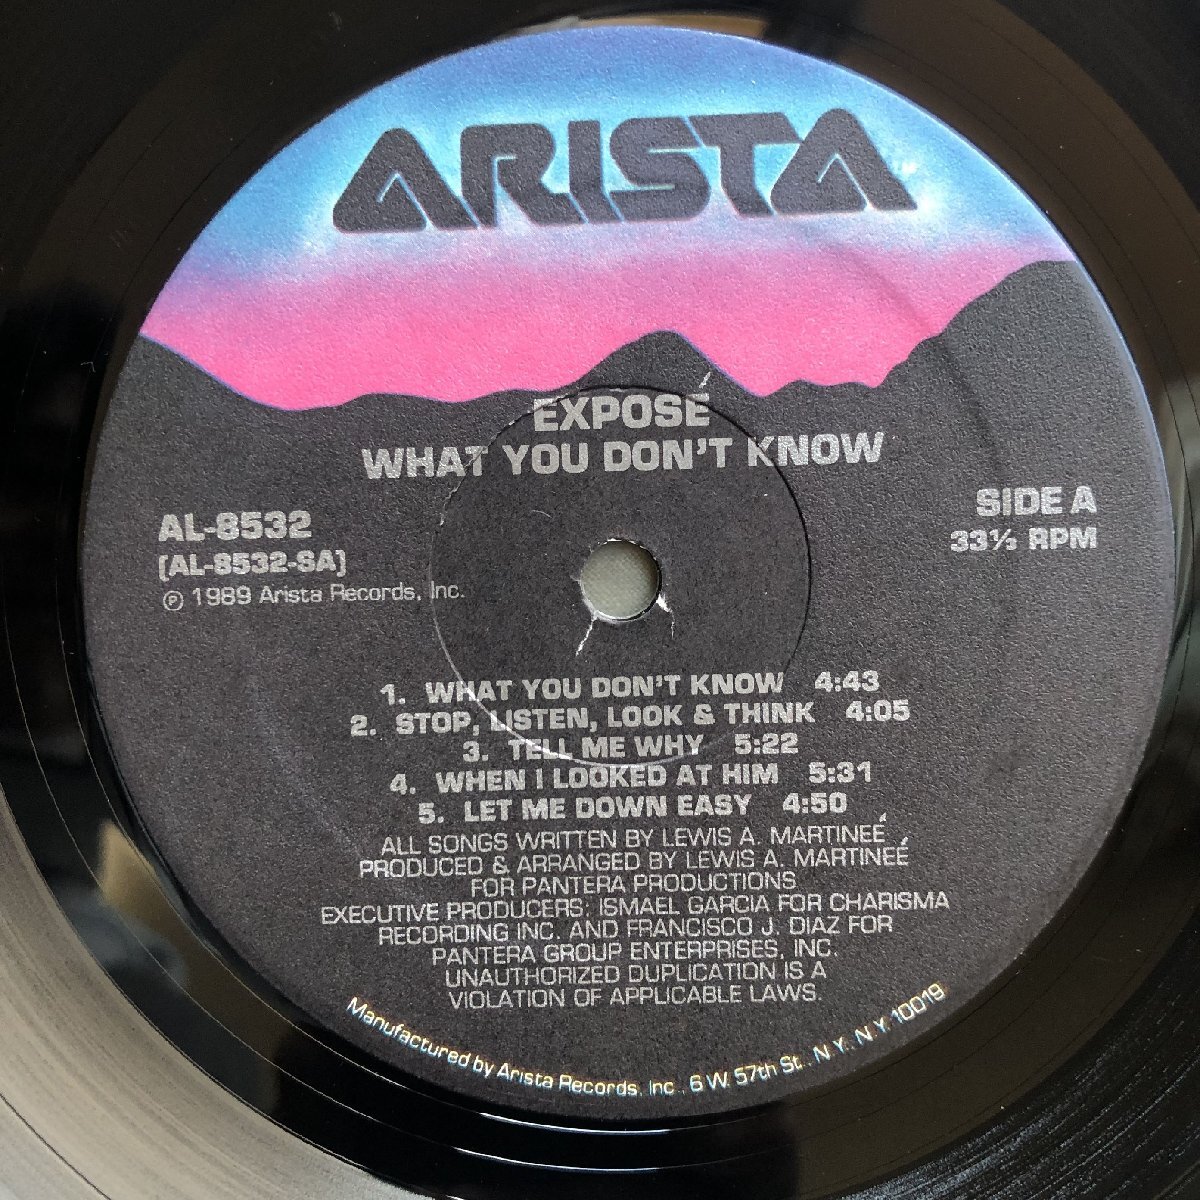 ARISTA
EXPOSÉ
WHAT YOU DON'T KNOW
AL-8532
[AL-8532-SA]
Ⓟ 1989 Arista Records, Inc.
SIDE A
33⅓ RPM
1. WHAT YOU DON'T KNOW 4:43
2. STOP, LISTEN, LOOK & THINK 4:05
3. TELL ME WHY 5:22
4. WHEN I LOOKED AT HIM 5:31
5. LET ME DOWN EASY 4:50
ALL SONGS WRITTEN BY LEWIS A. MARTINEÉ
PRODUCED & ARRANGED BY LEWIS A. MARTINEÉ
FOR PANTERA PRODUCTIONS
EXECUTIVE PRODUCERS: ISMAEL GARCIA FOR CHARISMA
RECORDING INC. AND FRANCISCO J. DIAZ FOR
PANTERA GROUP ENTERPRISES, INC.
UNAUTHORIZED DUPLICATION IS A
VIOLATION OF APPLICABLE LAWS.
Manufactured by Arista Records, Inc., 6 W. 57th St., N.Y., N.Y. 10019